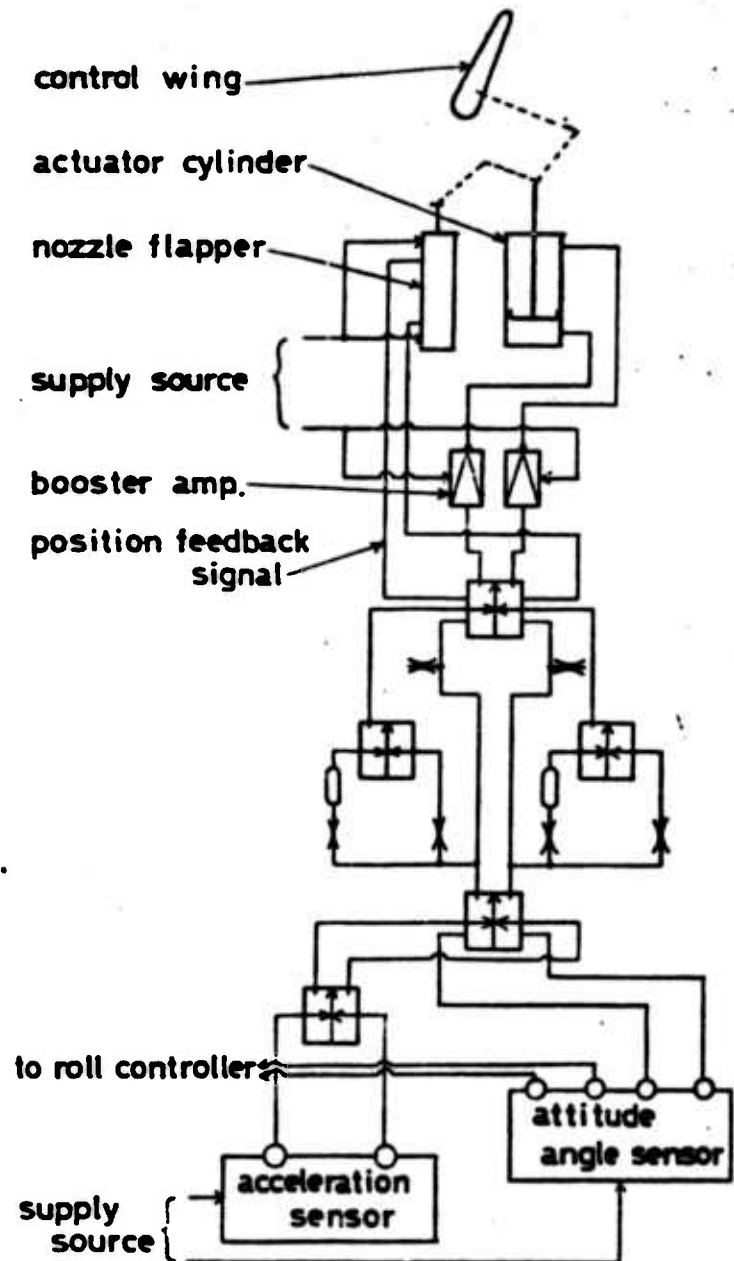 control wing
actuator cylinder
nozzle flapper
supply source
booster amp.
position feedback
signal
to roll controller
attitude
angle sensor
acceleration
sensor
supply
source